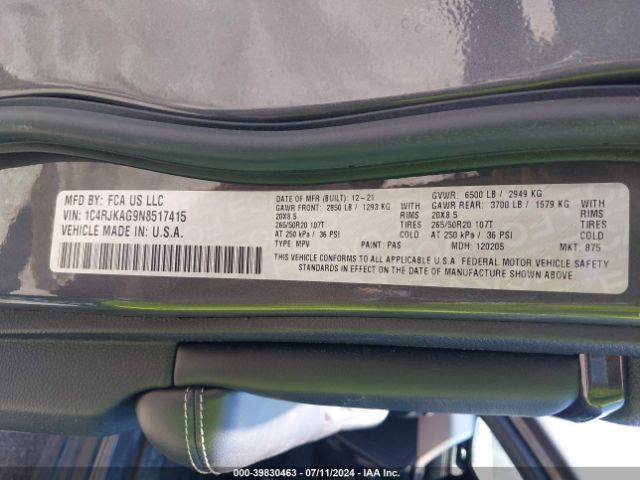 MFD BY: FCA US LLC
VIN: 1C4RJKAG9N8517415
VEHICLE MADE IN: U.S.A.
DATE OF MFR (BUILT): 12-21
GAWR FRONT: 2850 LB / 1293 KG WITH
20X8.5 RIMS
265/50R20 107T TIRES
AT 250 kPa / 36 PSI COLD
TYPE: MPV PAINT: PAS
GVWR: 6500 LB / 2949 KG
GAWR REAR: 3700 LB / 1579 KG WITH
20X8.5 RIMS
265/50R20 107T TIRES
AT 250 kPa / 36 PSI COLD
MDH: 120205 MKT: 875
THIS VEHICLE CONFORMS TO ALL APPLICABLE U.S.A. FEDERAL MOTOR VEHICLE SAFETY
STANDARDS IN EFFECT ON THE DATE OF MANUFACTURE SHOWN ABOVE
(ONE)--39830463 -- 07/11/2024 -- IAA Inc.